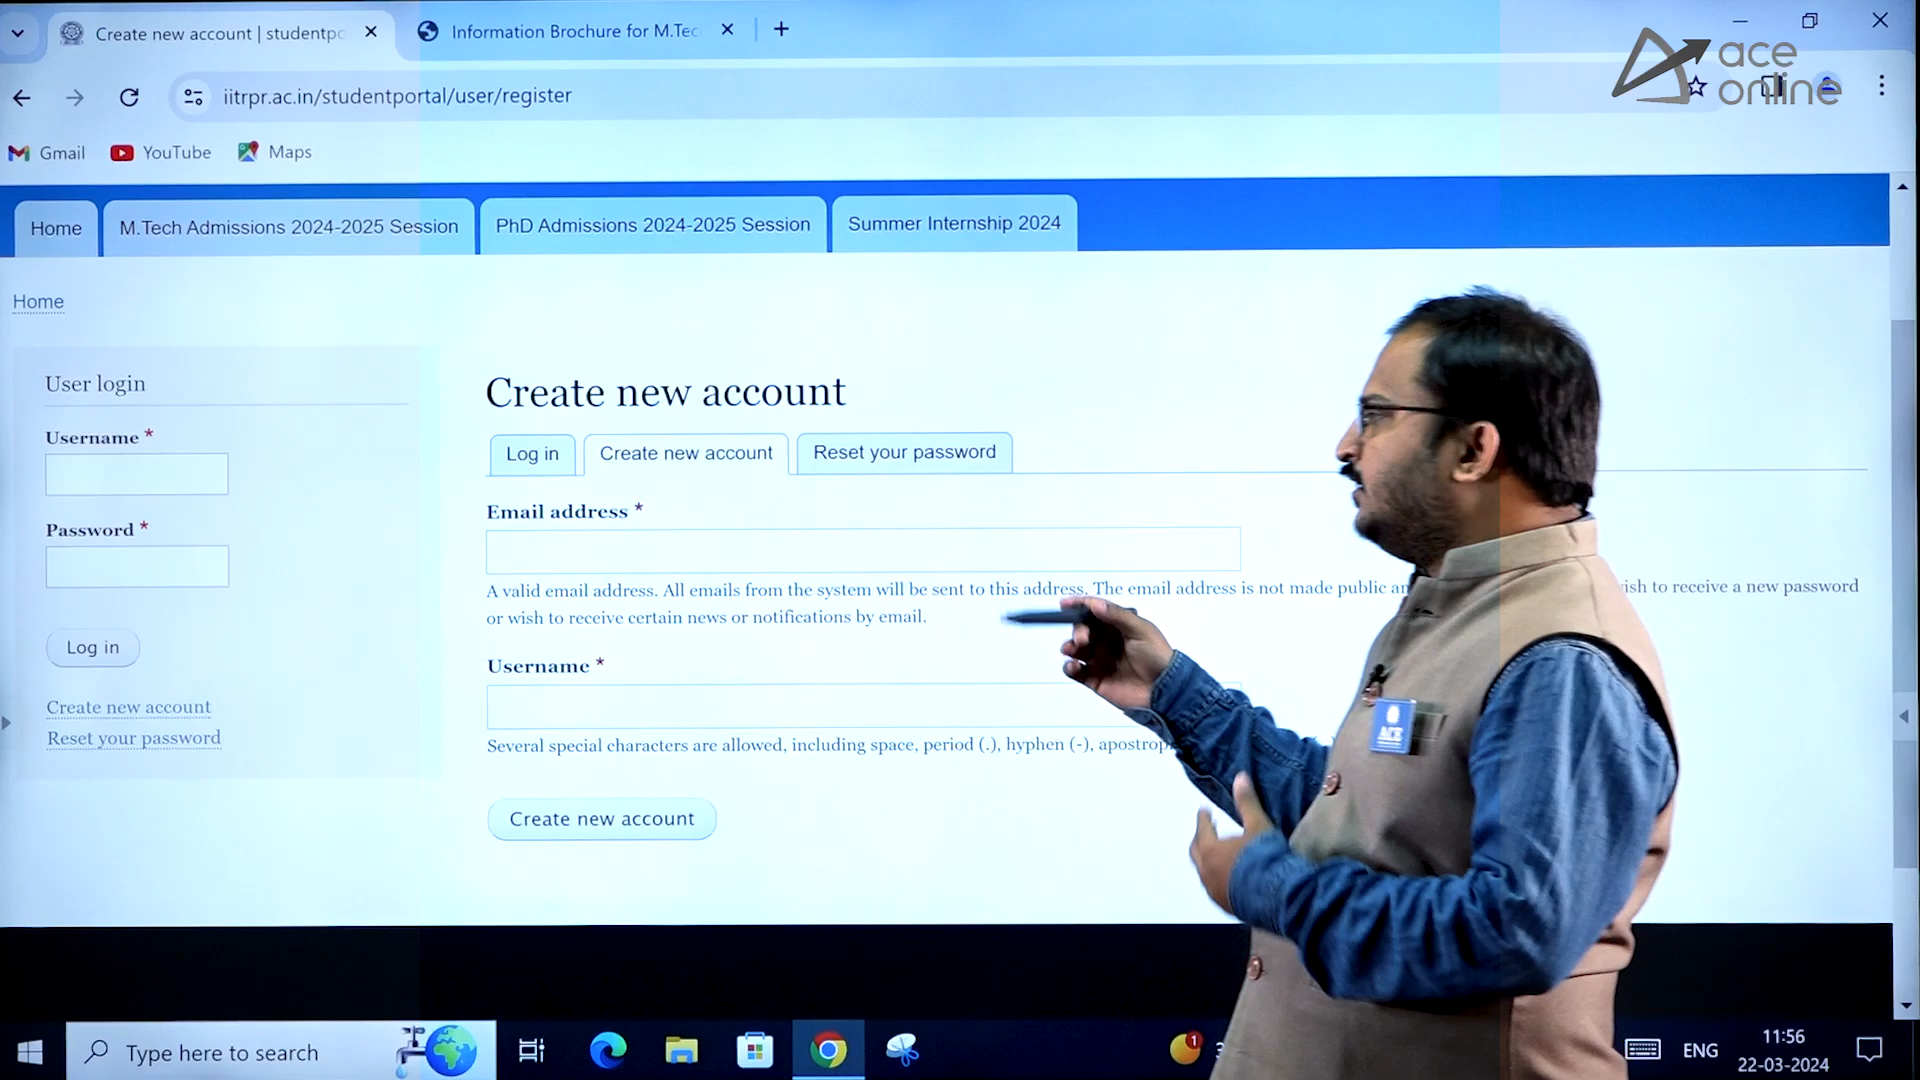 Create new account | studentpo
Information Brochure for M.Tec
ace
online
iitrpr.ac.in/studentportal/user/register
Gmail
YouTube
Maps
Home
M.Tech Admissions 2024-2025 Session
PhD Admissions 2024-2025 Session
Summer Internship 2024
Home
User login
Username *
Password *
Log in
Create new account
Reset your password
Create new account
Log in
Create new account
Reset your password
Email address *
A valid email address. All emails from the system will be sent to this address. The email address is not made public an
ish to receive a new password
or wish to receive certain news or notifications by email.
Username *
Several special characters are allowed, including space, period (.), hyphen (-), apostrop
Create new account
ACE
Type here to search
1
ENG
11:56
22-03-2024